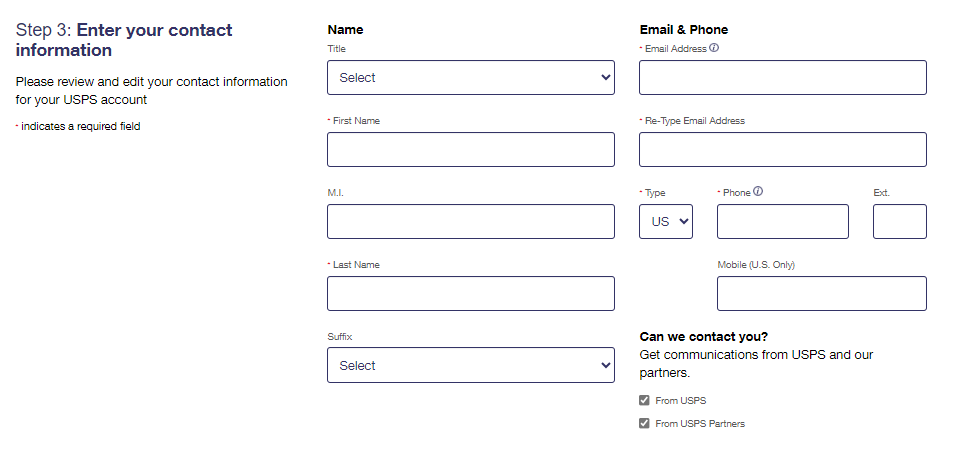 Step 3: Enter your contact
information
Please review and edit your contact information
for your USPS account
* indicates a required field
Name
Title
Select
* First Name
M.I.
* Last Name
Suffix
Select
Email & Phone
* Email Address
* Re-Type Email Address
* Type
US
* Phone
Ext.
Mobile (U.S. Only)
Can we contact you?
Get communications from USPS and our
partners.
From USPS
From USPS Partners